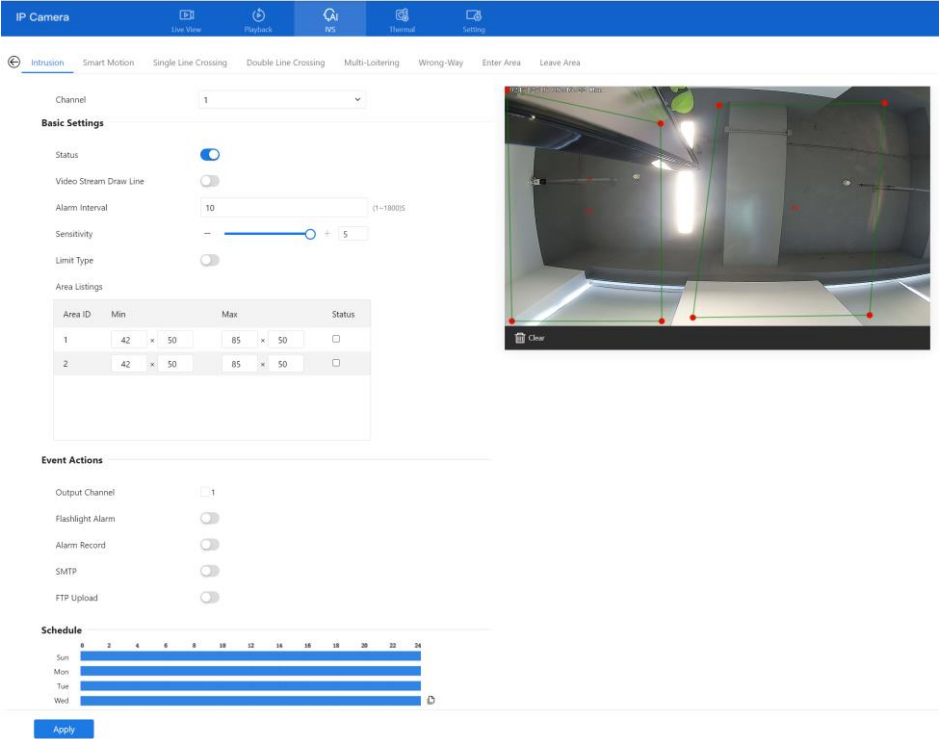 IP Camera
Live View
Playback
AI
IVS
Thermal
Setting
Intrusion Smart Motion Single Line Crossing Double Line Crossing Multi-Loitering Wrong-Way Enter Area Leave Area
Channel 1
Basic Settings
Status
Video Stream Draw Line
Alarm Interval 10 (1~1800)S
Sensitivity − + 5
Limit Type
Area Listings
Area ID Min Max Status
1 42 × 50 85 × 50
2 42 × 50 85 × 50
Clear
Event Actions
Output Channel 1
Flashlight Alarm
Alarm Record
SMTP
FTP Upload
Schedule
0 2 4 6 8 10 12 14 16 18 20 22 24
Sun
Mon
Tue
Wed
Apply